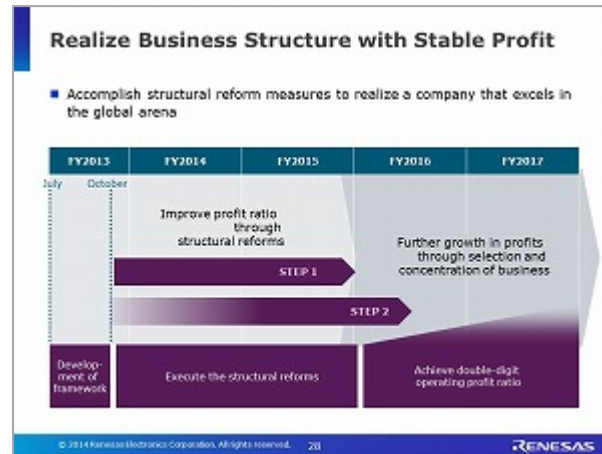 Realize Business Structure with Stable Profit
Accomplish structural reform measures to realize a company that excels in
the global arena
FY2013 FY2014 FY2015 FY2016 FY2017
July October
Improve profit ratio
through
structural reforms
Further growth in profits
through selection and
concentration of business
STEP 1
STEP 2
Develop-
ment of
framework
Execute the structural reforms
Achieve double-digit
operating profit ratio
© 2014 Renesas Electronics Corporation. All rights reserved. 28 RENESAS